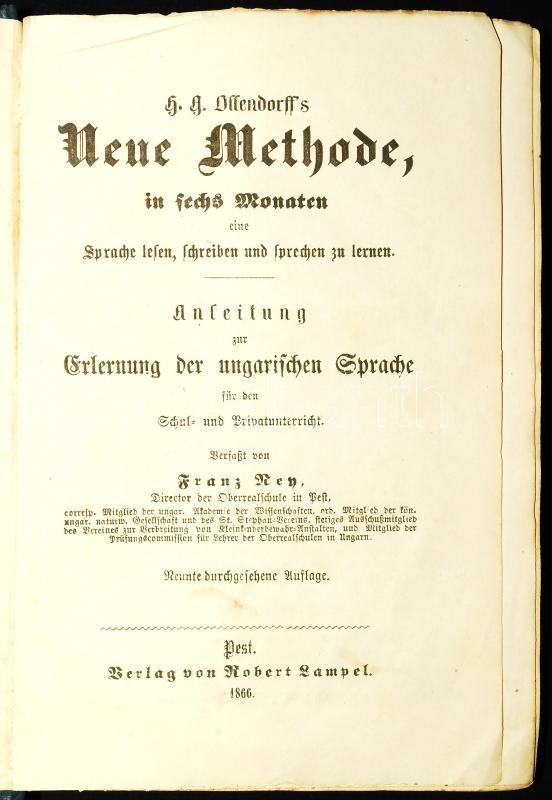 H. G. Ollendorff's
Neue Methode,
in sechs Monaten
eine
Sprache lesen, schreiben und sprechen zu lernen.
Anleitung
zur
Erlernung der ungarischen Sprache
für den
Schul- und Privatunterricht.
Verfaßt von
Franz Ney,
Director der Oberrealschule in Pest,
corresp. Mitglied der ungar. Akademie der Wissenschaften, ord. Mitglied der kön.
ungar. naturw. Gesellschaft und des St. Stephan-Vereins, stetiges Ausschußmitglied
des Vereines zur Verbreitung von Kleinkinderbewahr-Anstalten, und Mitglied der
Prüfungscommission für Lehrer der Oberrealschulen in Ungarn.
Neunte durchgesehene Auflage.
Pest.
Verlag von Robert Lampel.
1866.